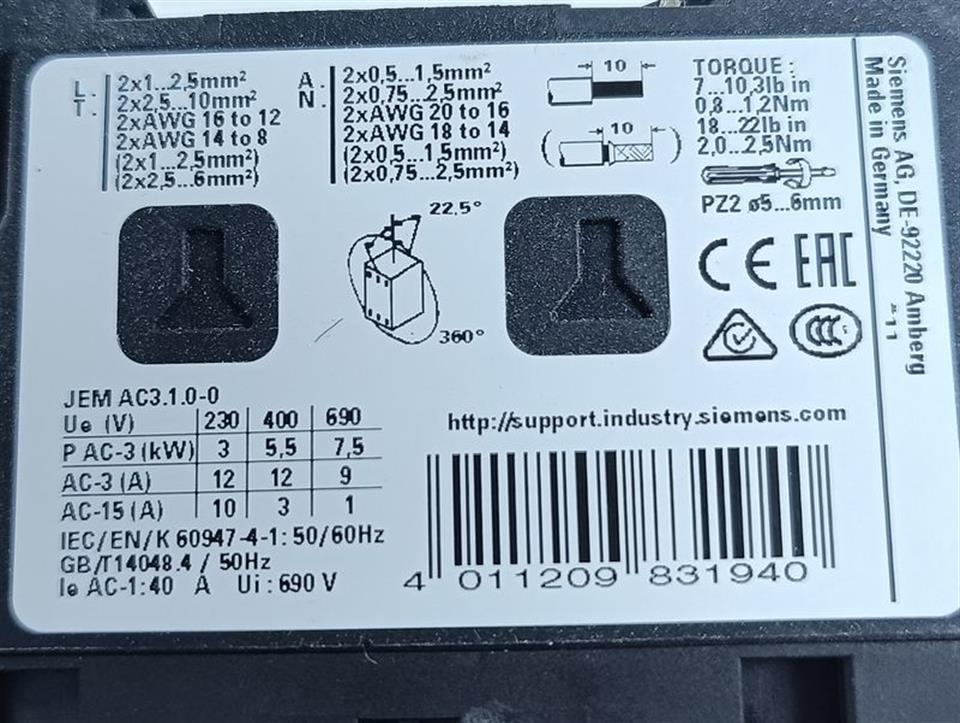 L.
T.
2x1...2,5mm²
2x2,5...10mm²
2xAWG 16 to 12
2xAWG 14 to 8
(2x1...2,5mm²)
(2x2,5...6mm²)
A
N.
2x0,5...1,5mm²
2x0,75...2,5mm²
2xAWG 20 to 16
2xAWG 18 to 14
(2x0,5...1,5mm²)
(2x0,75...2,5mm²)
10
10
TORQUE:
7...10,3lb in
0,8...1,2Nm
18...22lb in
2,0...2,5Nm
PZ2 ø5...6mm
22,5°
360°
CE EAC
CCC
Siemens AG, DE-92220 Amberg
Made in Germany
*11
JEM AC3.1.0-0
Ue (V) 230 400 690
P AC-3 (kW) 3 5,5 7,5
AC-3 (A) 12 12 9
AC-15 (A) 10 3 1
IEC/EN/K 60947-4-1: 50/60Hz
GB/T14048.4 / 50Hz
Ie AC-1:40 A Ui: 690 V
http://support.industry.siemens.com
4 011209 831940